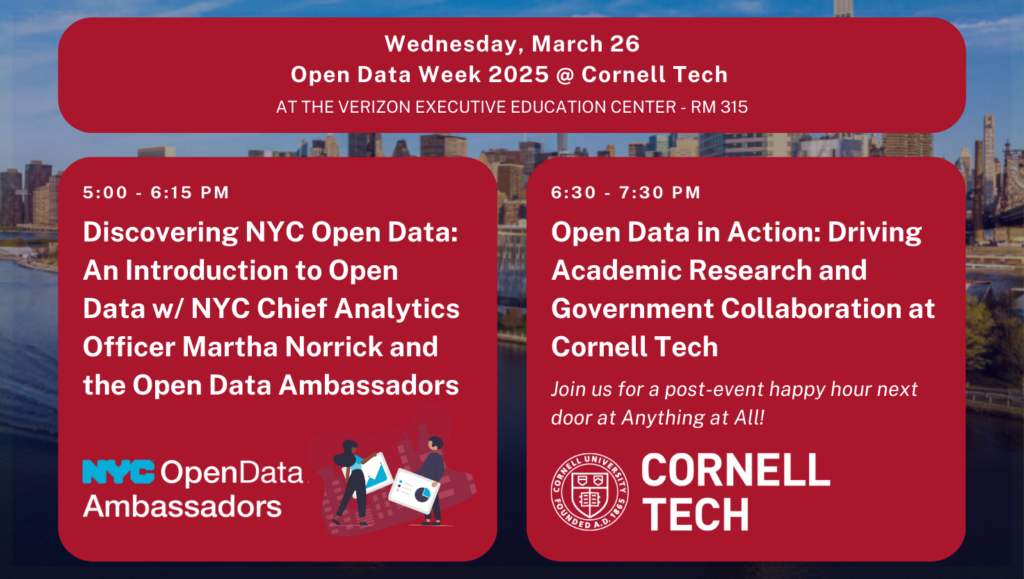 Wednesday, March 26
Open Data Week 2025 @ Cornell Tech
AT THE VERIZON EXECUTIVE EDUCATION CENTER - RM 315
5:00 - 6:15 PM
Discovering NYC Open Data:
An Introduction to Open
Data w/ NYC Chief Analytics
Officer Martha Norrick and
the Open Data Ambassadors
NYC OpenData
Ambassadors
6:30 - 7:30 PM
Open Data in Action: Driving
Academic Research and
Government Collaboration at
Cornell Tech
Join us for a post-event happy hour next
door at Anything at All!
CORNELL UNIVERSITY
FOUNDED A.D. 1865
CORNELL
TECH